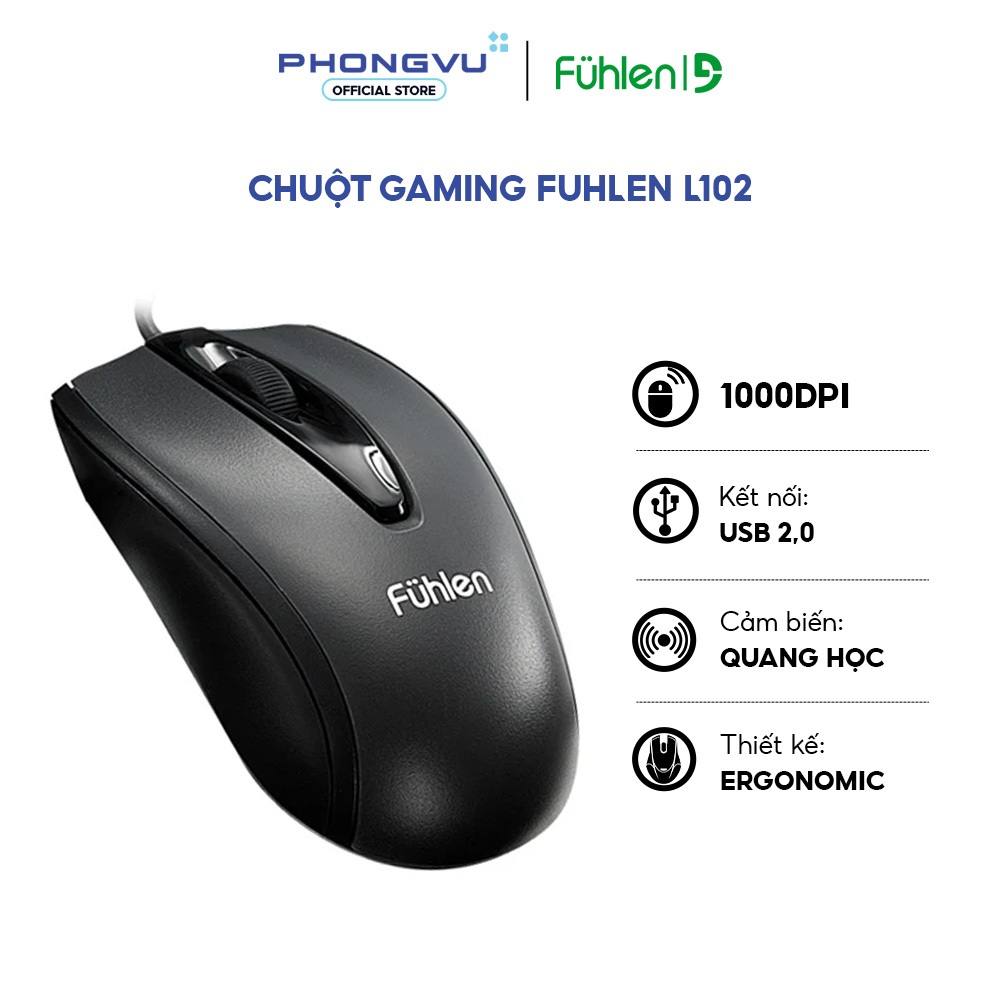 PHONGVU
OFFICIAL STORE
Fühlen
CHUỘT GAMING FUHLEN L102
Fühlen
1000DPI
Kết nối:
USB 2,0
Cảm biến:
QUANG HỌC
Thiết kế:
ERGONOMIC